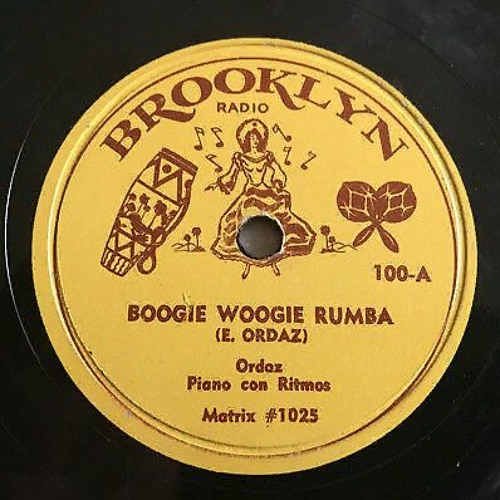 BROOKLYN
RADIO
100-A
BOOGIE WOOGIE RUMBA
(E. ORDAZ)
Ordaz
Piano con Ritmos
Matrix #1025